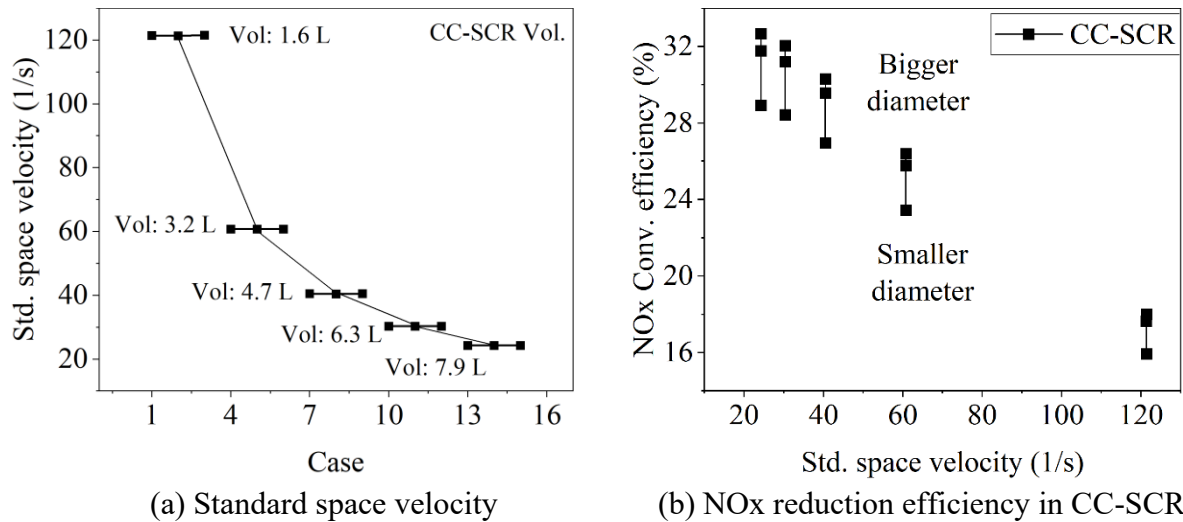 Std. space velocity (1/s)
120
100
80
60
40
20
Vol: 1.6 L
CC-SCR Vol.
Vol: 3.2 L
Vol: 4.7 L
Vol: 6.3 L
Vol: 7.9 L
1 4 7 10 13 16
Case
(a) Standard space velocity
NOx Conv. efficiency (%)
32
28
24
20
16
CC-SCR
Bigger
diameter
Smaller
diameter
20 40 60 80 100 120
Std. space velocity (1/s)
(b) NOx reduction efficiency in CC-SCR